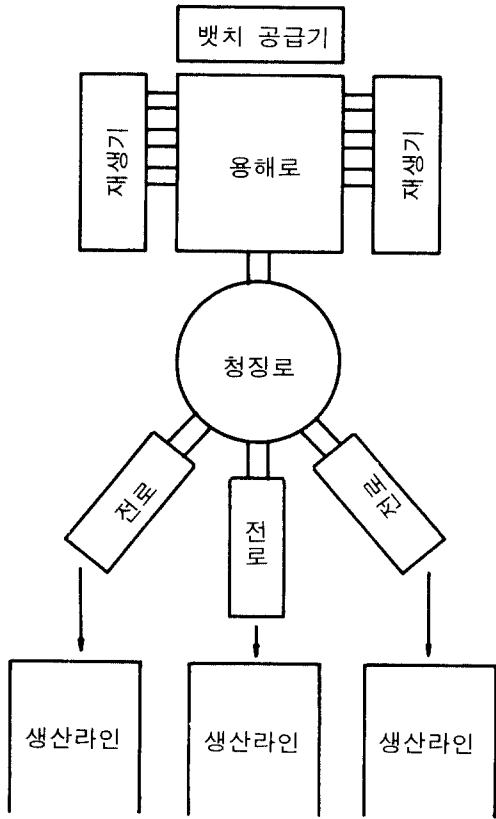 뱃치 공급기
재생기
용해로
재생기
청징로
전로
전로
전로
생산라인
생산라인
생산라인